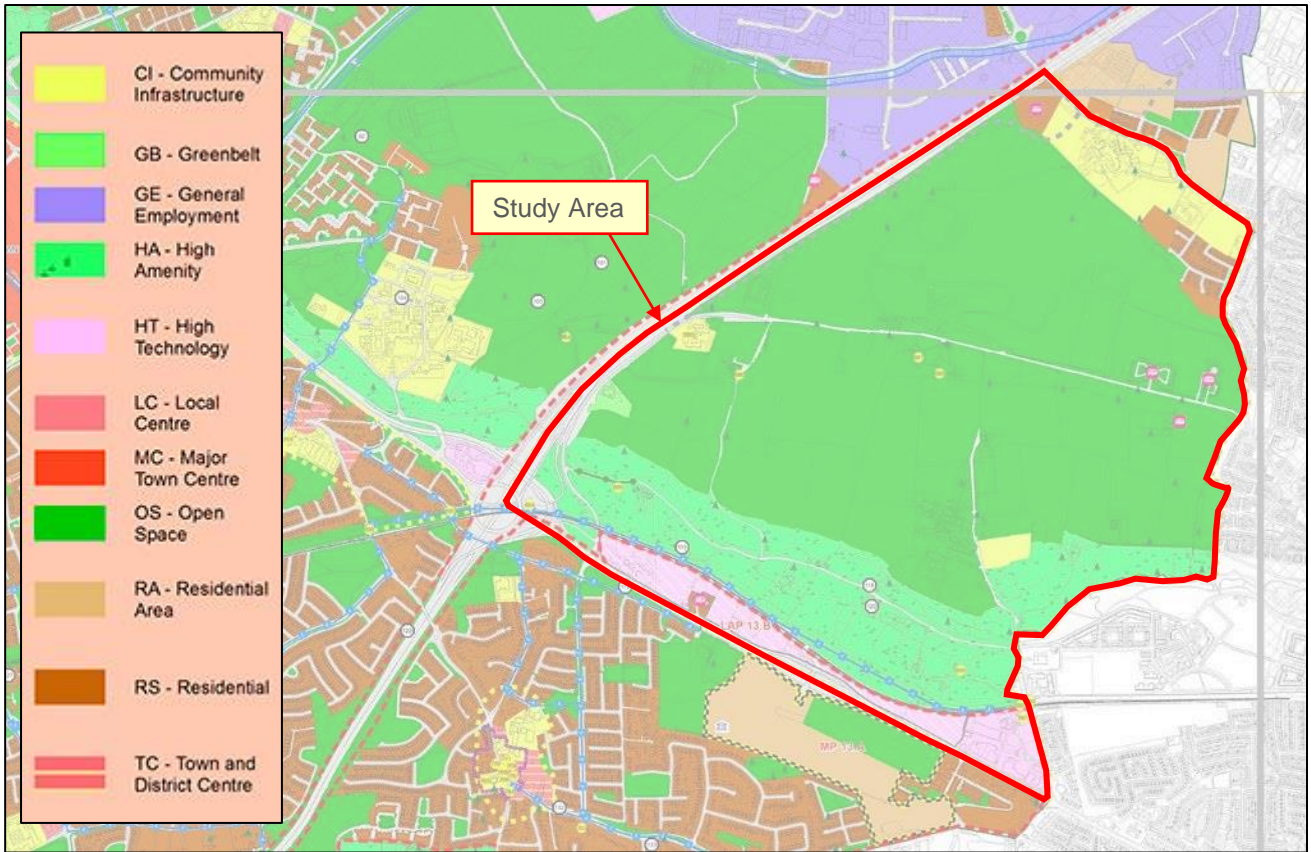 CI - Community
Infrastructure
GB - Greenbelt
GE - General
Employment
HA - High
Amenity
HT - High
Technology
LC - Local
Centre
MC - Major
Town Centre
OS - Open
Space
RA - Residential
Area
RS - Residential
TC - Town and
District Centre
Study Area
LAP 13.B